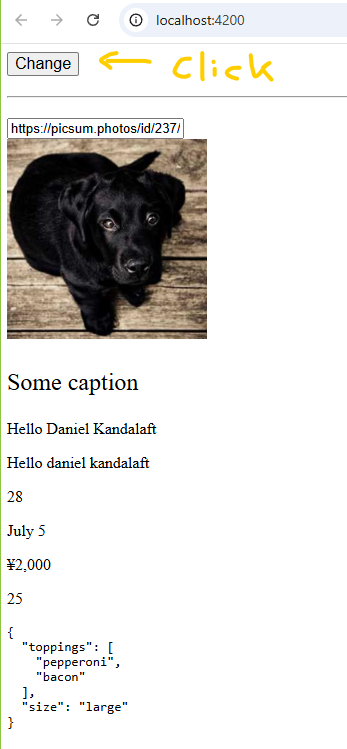 localhost:4200
Change
Click
https://picsum.photos/id/237/
Some caption
Hello Daniel Kandalaft
Hello daniel kandalaft
28
July 5
¥2,000
25
{
  "toppings": [
    "pepperoni",
    "bacon"
  ],
  "size": "large"
}